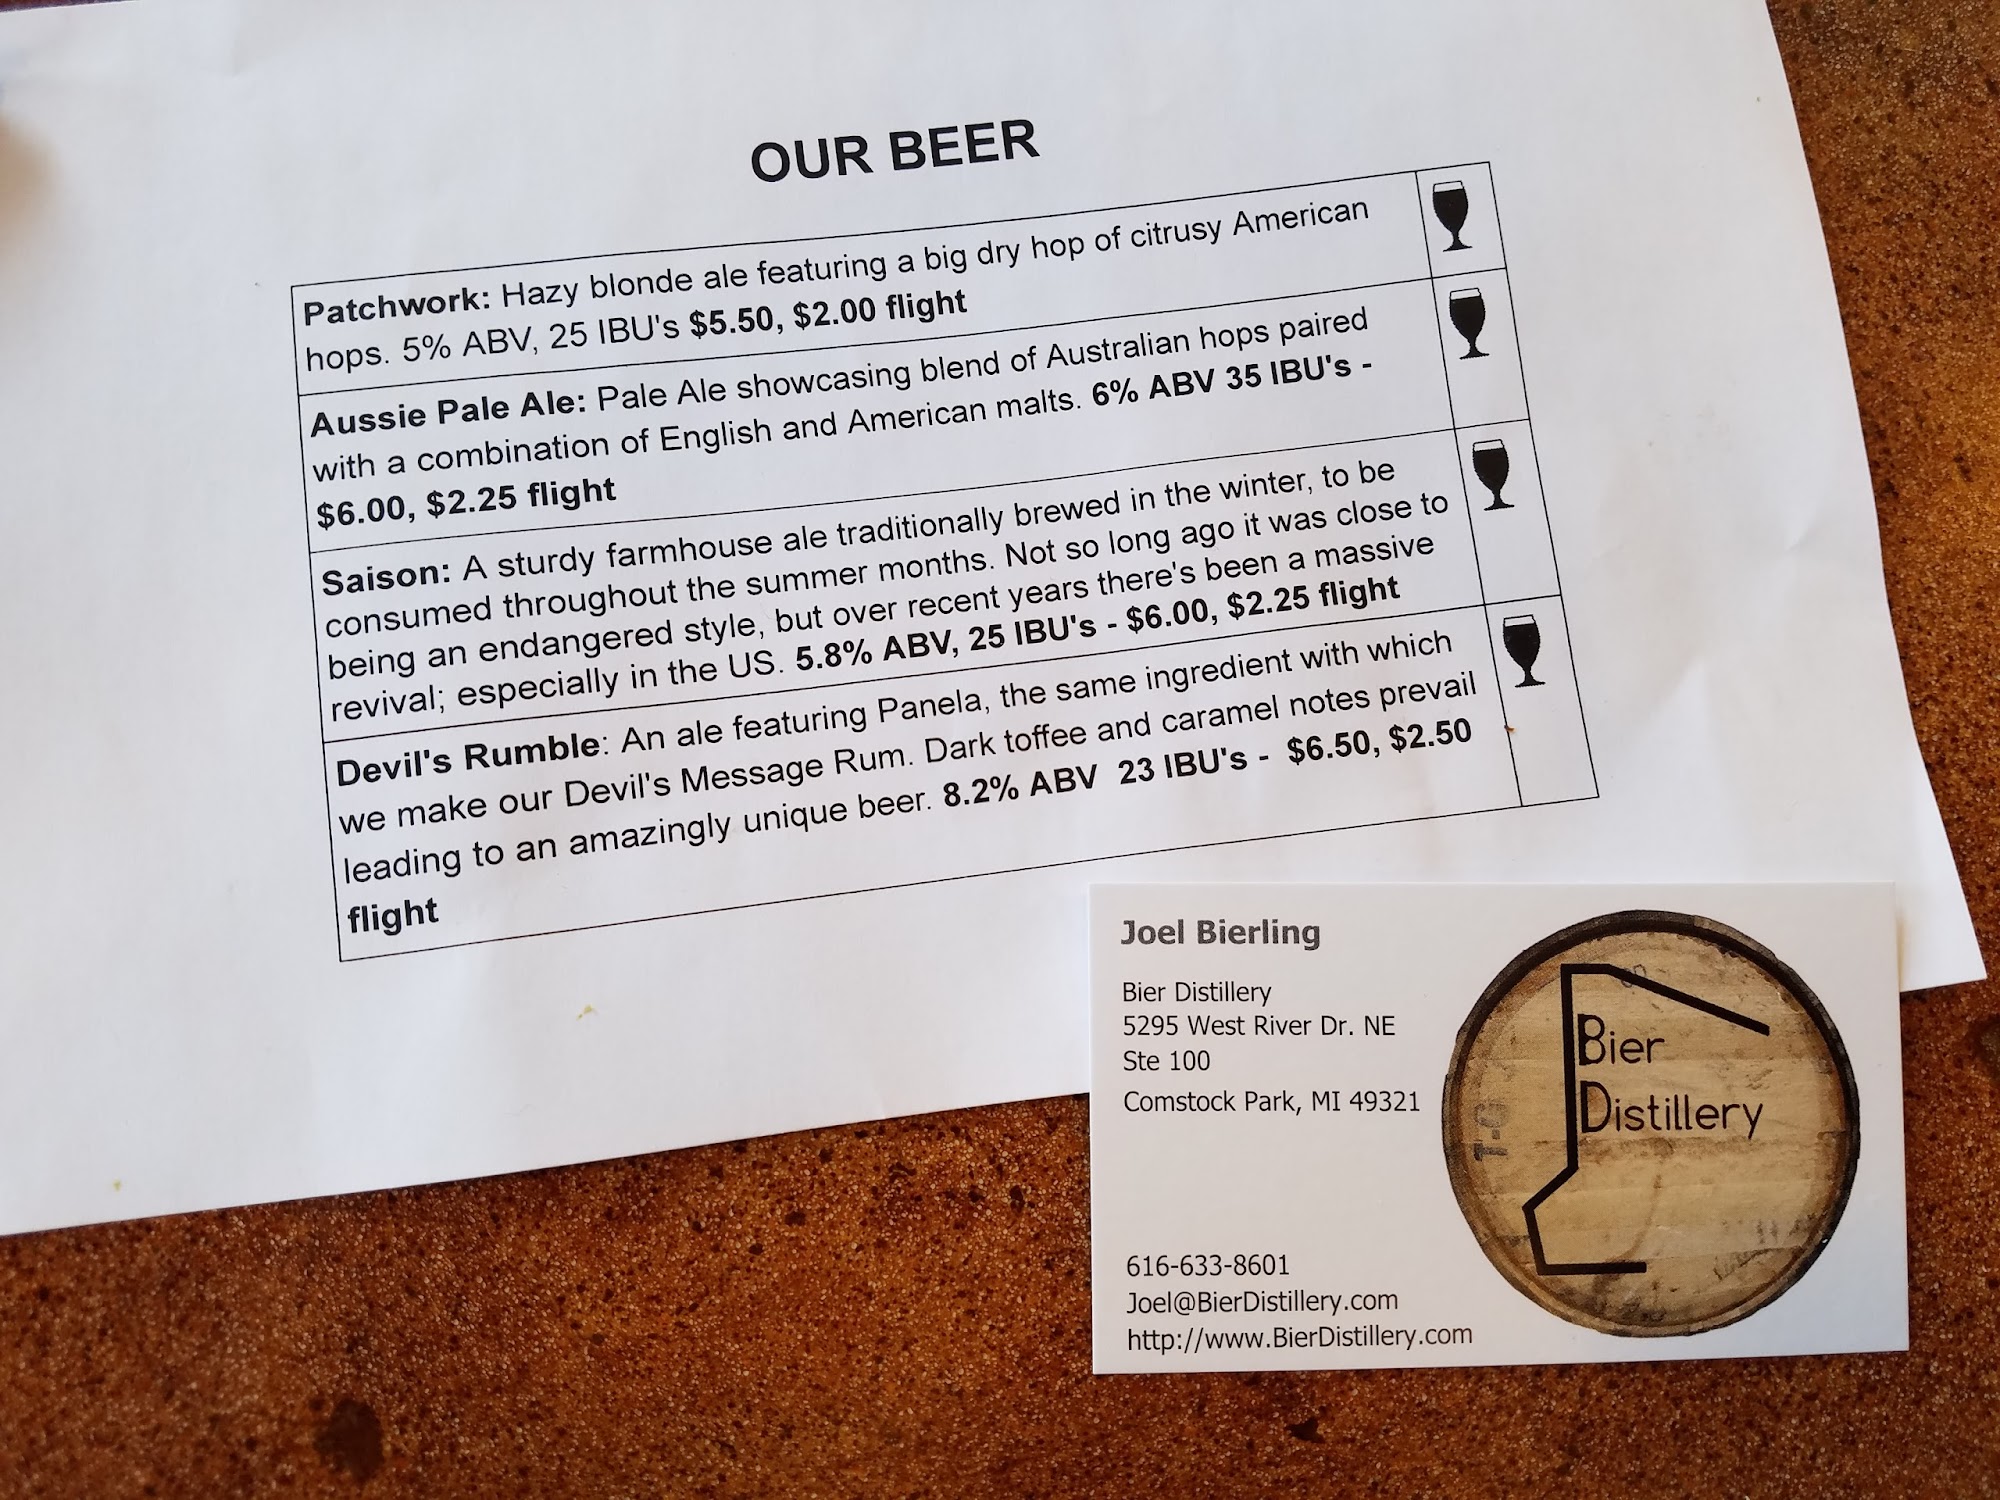 OUR BEER
Patchwork: Hazy blonde ale featuring a big dry hop of citrusy American
hops. 5% ABV, 25 IBU's $5.50, $2.00 flight
Aussie Pale Ale: Pale Ale showcasing blend of Australian hops paired
with a combination of English and American malts. 6% ABV 35 IBU's -
$6.00, $2.25 flight
Saison: A sturdy farmhouse ale traditionally brewed in the winter, to be
consumed throughout the summer months. Not so long ago it was close to
being an endangered style, but over recent years there's been a massive
revival; especially in the US. 5.8% ABV, 25 IBU's - $6.00, $2.25 flight
Devil's Rumble: An ale featuring Panela, the same ingredient with which
we make our Devil's Message Rum. Dark toffee and caramel notes prevail
leading to an amazingly unique beer. 8.2% ABV 23 IBU's - $6.50, $2.50
flight
Joel Bierling
Bier Distillery
5295 West River Dr. NE
Ste 100
Comstock Park, MI 49321
616-633-8601
Joel@BierDistillery.com
http://www.BierDistillery.com
Bier
Distillery